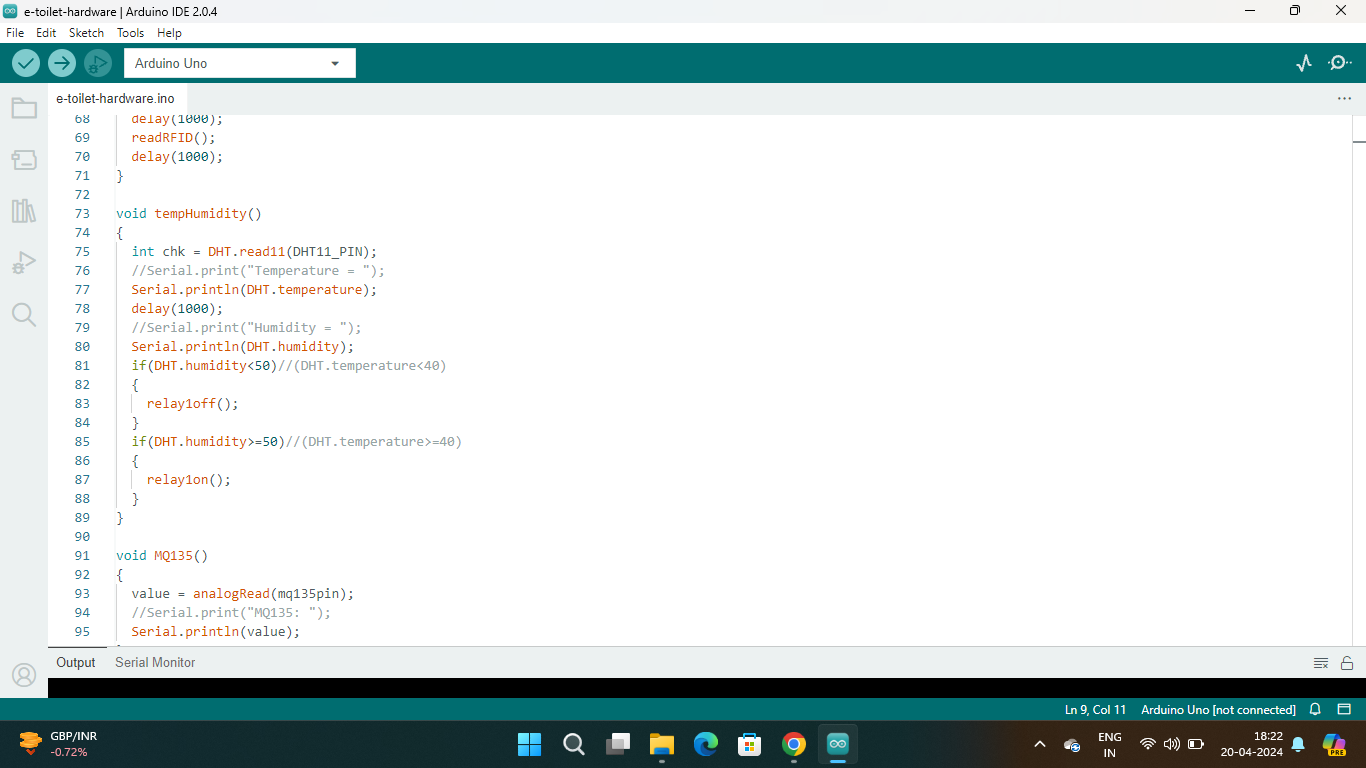 e-toilet-hardware | Arduino IDE 2.0.4
File Edit Sketch Tools Help
Arduino Uno
e-toilet-hardware.ino
68 delay(1000);
69 readRFID();
70 delay(1000);
71 }
72
73 void tempHumidity()
74 {
75 int chk = DHT.read11(DHT11_PIN);
76 //Serial.print("Temperature = ");
77 Serial.println(DHT.temperature);
78 delay(1000);
79 //Serial.print("Humidity = ");
80 Serial.println(DHT.humidity);
81 if(DHT.humidity<50)//(DHT.temperature<40)
82 {
83 relay1off();
84 }
85 if(DHT.humidity>=50)//(DHT.temperature>=40)
86 {
87 relay1on();
88 }
89 }
90
91 void MQ135()
92 {
93 value = analogRead(mq135pin);
94 //Serial.print("MQ135: ");
95 Serial.println(value);
Output Serial Monitor
Ln 9, Col 11 Arduino Uno [not connected]
GBP/INR
-0.72%
ENG
IN
18:22
20-04-2024
PRE